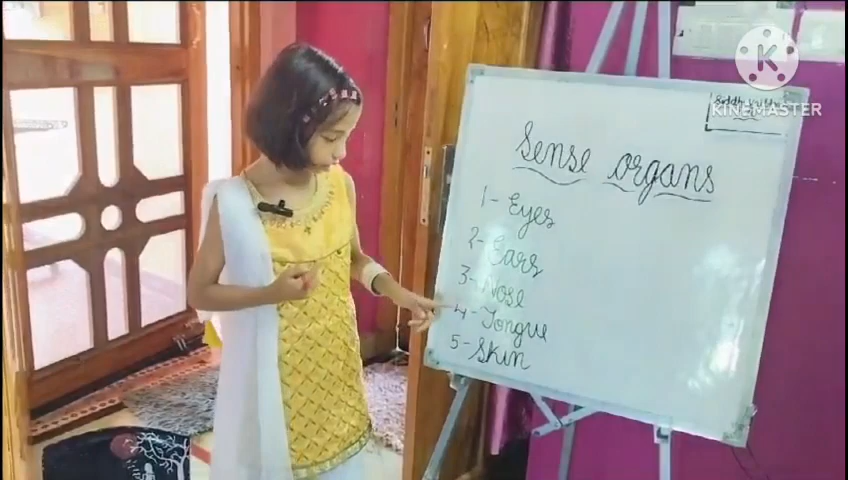 KINEMASTER
Sense organs
1- Eyes
2- Ears
3- Nose
4- Tongue
5- Skin